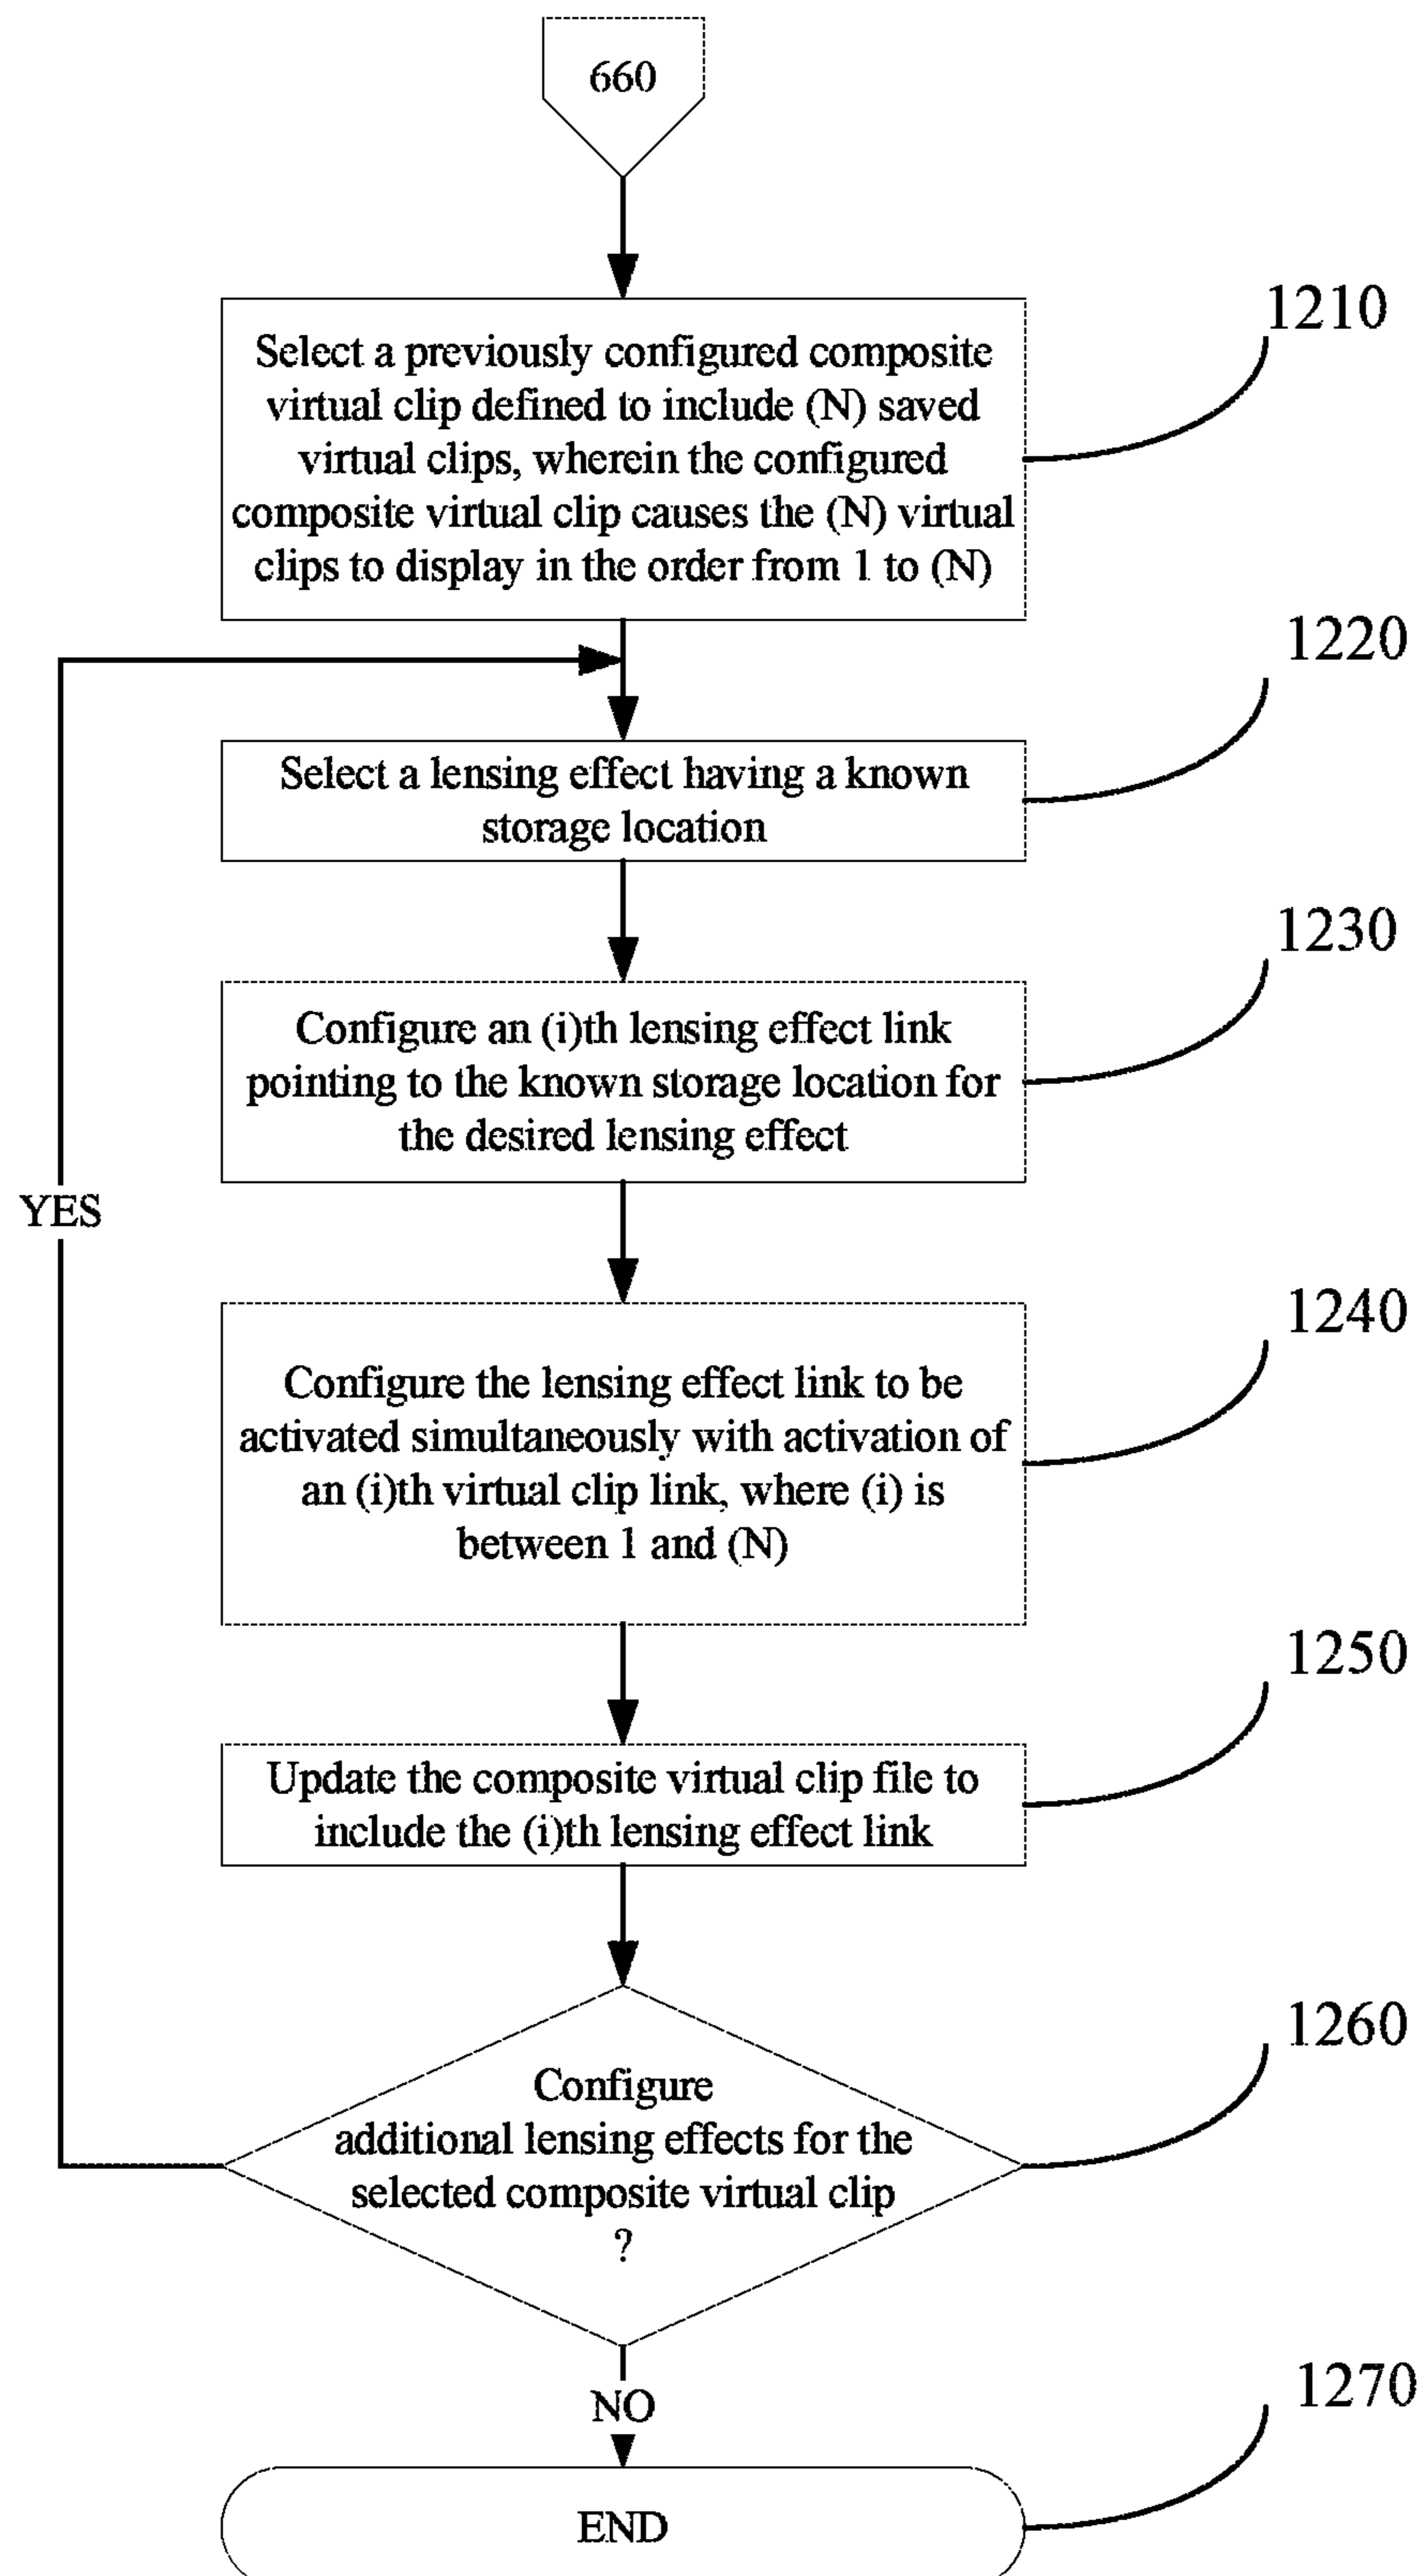 660
1210
Select a previously configured composite
virtual clip defined to include (N) saved
virtual clips, wherein the configured
composite virtual clip causes the (N) virtual
clips to display in the order from 1 to (N)
1220
Select a lensing effect having a known
storage location
1230
Configure an (i)th lensing effect link
pointing to the known storage location for
the desired lensing effect
YES
1240
Configure the lensing effect link to be
activated simultaneously with activation of
an (i)th virtual clip link, where (i) is
between 1 and (N)
1250
Update the composite virtual clip file to
include the (i)th lensing effect link
1260
Configure
additional lensing effects for the
selected composite virtual clip
?
NO
1270
END